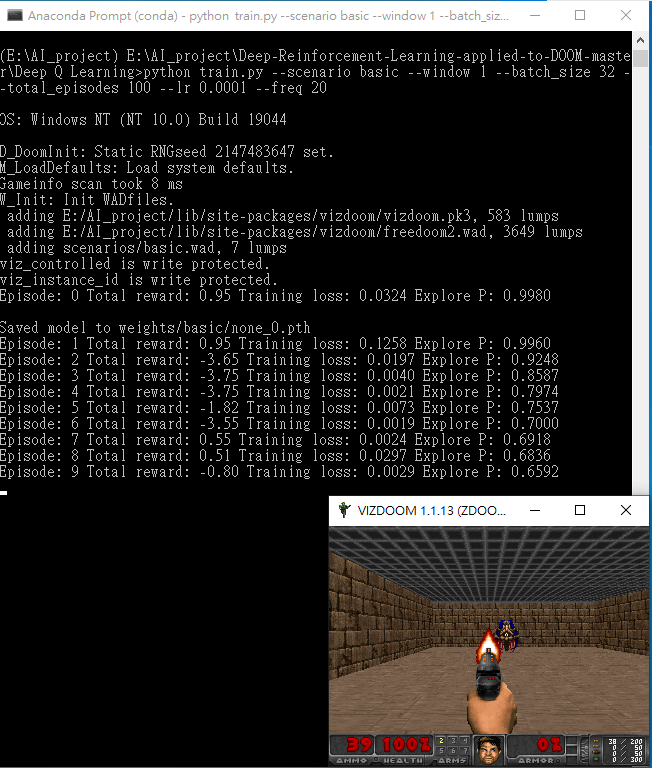 Anaconda Prompt (conda) - python train.py --scenario basic --window 1 --batch_siz...
(E:\AI_project) E:\AI_project\Deep-Reinforcement-Learning-applied-to-DOOM-maste
r\Deep Q Learning>python train.py --scenario basic --window 1 --batch_size 32 -
-total_episodes 100 --lr 0.0001 --freq 20
OS: Windows NT (NT 10.0) Build 19044
D_DoomInit: Static RNGseed 2147483647 set.
M_LoadDefaults: Load system defaults.
Gameinfo scan took 8 ms
W_Init: Init WADfiles.
adding E:/AI_project/lib/site-packages/vizdoom/vizdoom.pk3, 583 lumps
adding E:/AI_project/lib/site-packages/vizdoom/freedoom2.wad, 3649 lumps
adding scenarios/basic.wad, 7 lumps
viz_controlled is write protected.
viz_instance_id is write protected.
Episode: 0 Total reward: 0.95 Training loss: 0.0324 Explore P: 0.9980
Saved model to weights/basic/none_0.pth
Episode: 1 Total reward: 0.95 Training loss: 0.1258 Explore P: 0.9960
Episode: 2 Total reward: -3.65 Training loss: 0.0197 Explore P: 0.9248
Episode: 3 Total reward: -3.75 Training loss: 0.0040 Explore P: 0.8587
Episode: 4 Total reward: -3.75 Training loss: 0.0021 Explore P: 0.7974
Episode: 5 Total reward: -1.82 Training loss: 0.0073 Explore P: 0.7537
Episode: 6 Total reward: -3.55 Training loss: 0.0019 Explore P: 0.7000
Episode: 7 Total reward: 0.55 Training loss: 0.0024 Explore P: 0.6918
Episode: 8 Total reward: 0.51 Training loss: 0.0297 Explore P: 0.6836
Episode: 9 Total reward: -0.80 Training loss: 0.0029 Explore P: 0.6592
VIZDOOM 1.1.13 (ZDOO...
39 100% 2 3 4 0% 38 / 200
5 6 7 0 / 50
0 / 50
0 / 300
AMMO HEALTH ARMS ARMOR